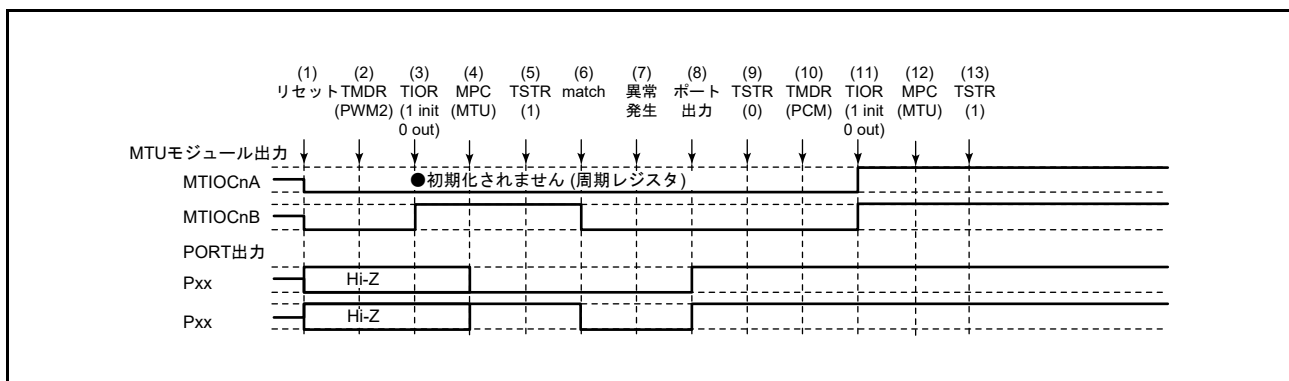 (1) (2) (3) (4) (5) (6) (7) (8) (9) (10) (11) (12) (13)
リセット TMDR TIOR MPC TSTR match 異常 ポート TSTR TMDR TIOR MPC TSTR
(PWM2) (1 init (MTU) (1) 発生 出力 (0) (PCM) (1 init (MTU) (1)
0 out) 0 out)
MTUモジュール出力
MTIOCnA ●初期化されません (周期レジスタ)
MTIOCnB
PORT出力
Pxx Hi-Z
Pxx Hi-Z